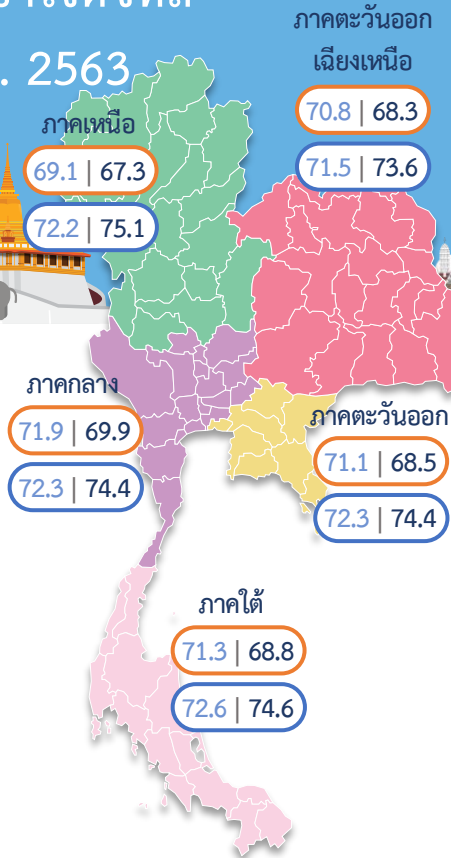 . 2563
ภาคตะวันออก
เฉียงเหนือ
70.8 | 68.3
71.5 | 73.6
ภาคเหนือ
69.1 | 67.3
72.2 | 75.1
ภาคกลาง
71.9 | 69.9
72.3 | 74.4
ภาคตะวันออก
71.1 | 68.5
72.3 | 74.4
ภาคใต้
71.3 | 68.8
72.6 | 74.6